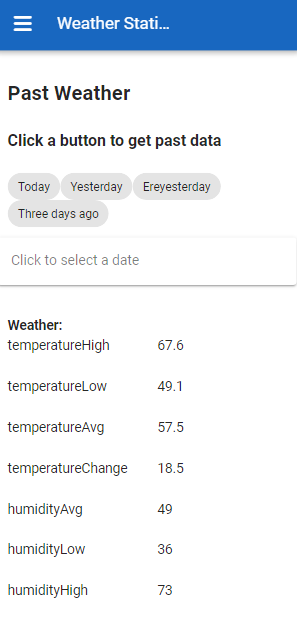 Weather Stati...
Past Weather
Click a button to get past data
Today Yesterday Ereyesterday
Three days ago
Click to select a date
Weather:
temperatureHigh 67.6
temperatureLow 49.1
temperatureAvg 57.5
temperatureChange 18.5
humidityAvg 49
humidityLow 36
humidityHigh 73